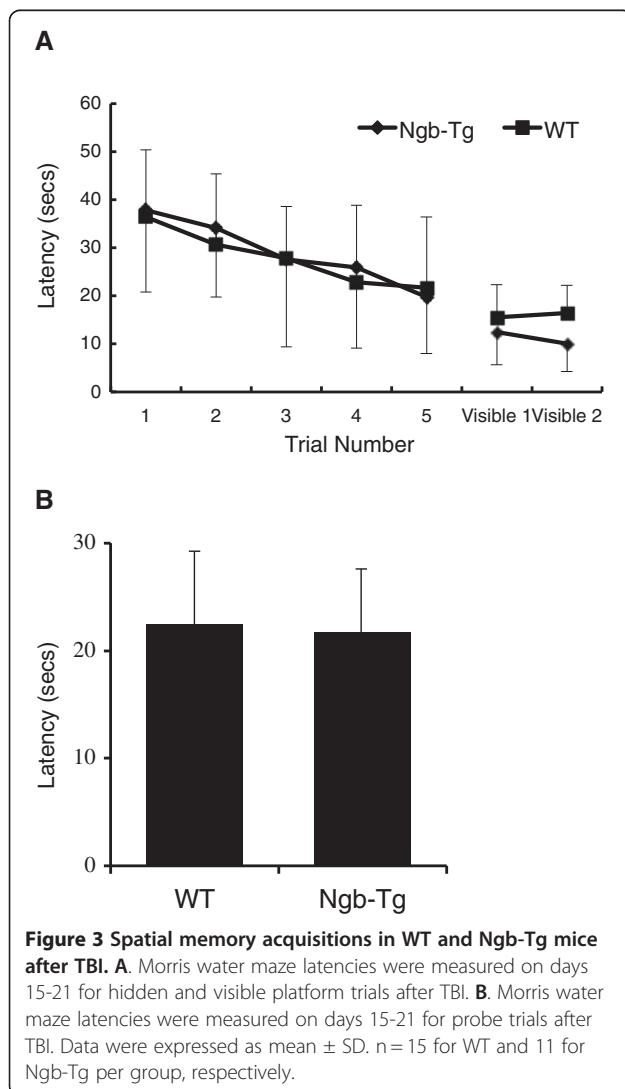 A
60
50
40
30
20
10
0
Latency (secs)
Ngb-Tg WT
1 2 3 4 5 Visible 1Visible 2
Trial Number
B
30
20
10
0
Latency (secs)
WT Ngb-Tg
Figure 3 Spatial memory acquisitions in WT and Ngb-Tg mice
after TBI. A. Morris water maze latencies were measured on days
15-21 for hidden and visible platform trials after TBI. B. Morris water
maze latencies were measured on days 15-21 for probe trials after
TBI. Data were expressed as mean ± SD. n = 15 for WT and 11 for
Ngb-Tg per group, respectively.